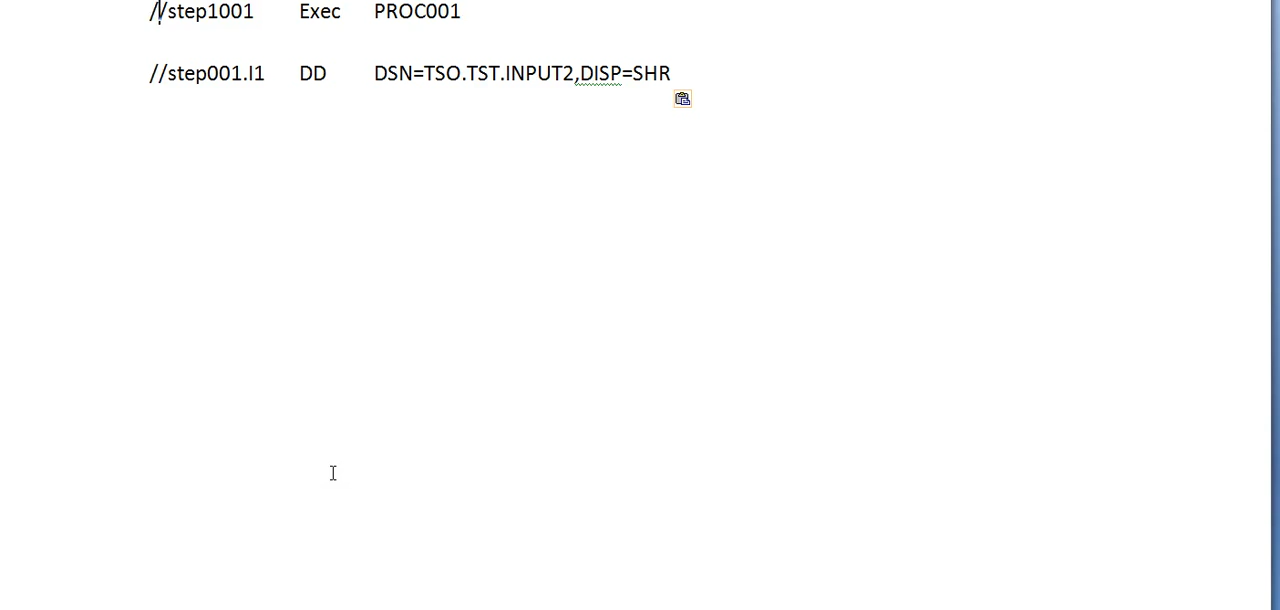 //step1001 Exec PROC001
//step001.I1 DD DSN=TSO.TST.INPUT2,DISP=SHR